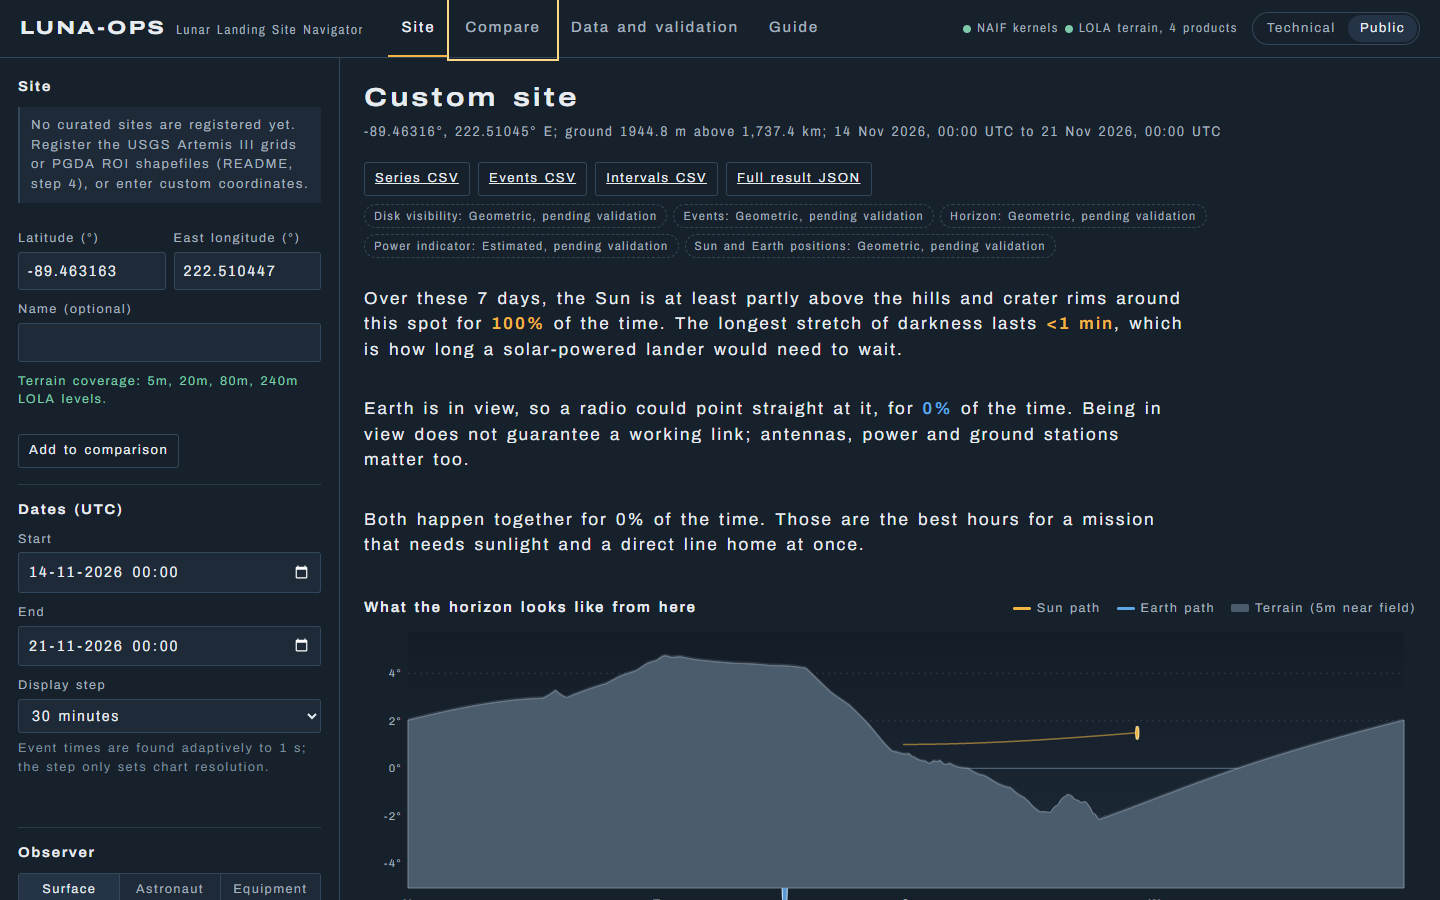 LUNA-OPS Lunar Landing Site Navigator Site Compare Data and validation Guide NAIF kernels LOLA terrain, 4 products Technical Public
Site
No curated sites are registered yet.
Register the USGS Artemis III grids
or PGDA ROI shapefiles (README,
step 4), or enter custom coordinates.
Latitude (°) East longitude (°)
-89.463163 222.510447
Name (optional)
Terrain coverage: 5m, 20m, 80m, 240m
LOLA levels.
Add to comparison
Dates (UTC)
Start
14-11-2026 00:00
End
21-11-2026 00:00
Display step
30 minutes
Event times are found adaptively to 1 s;
the step only sets chart resolution.
Observer
Surface Astronaut Equipment
Custom site
-89.46316°, 222.51045° E; ground 1944.8 m above 1,737.4 km; 14 Nov 2026, 00:00 UTC to 21 Nov 2026, 00:00 UTC
Series CSV Events CSV Intervals CSV Full result JSON
Disk visibility: Geometric, pending validation Events: Geometric, pending validation Horizon: Geometric, pending validation
Power indicator: Estimated, pending validation Sun and Earth positions: Geometric, pending validation
Over these 7 days, the Sun is at least partly above the hills and crater rims around
this spot for 100% of the time. The longest stretch of darkness lasts <1 min, which
is how long a solar-powered lander would need to wait.
Earth is in view, so a radio could point straight at it, for 0% of the time. Being in
view does not guarantee a working link; antennas, power and ground stations
matter too.
Both happen together for 0% of the time. Those are the best hours for a mission
that needs sunlight and a direct line home at once.
What the horizon looks like from here Sun path Earth path Terrain (5m near field)
4°
2°
0°
-2°
-4°